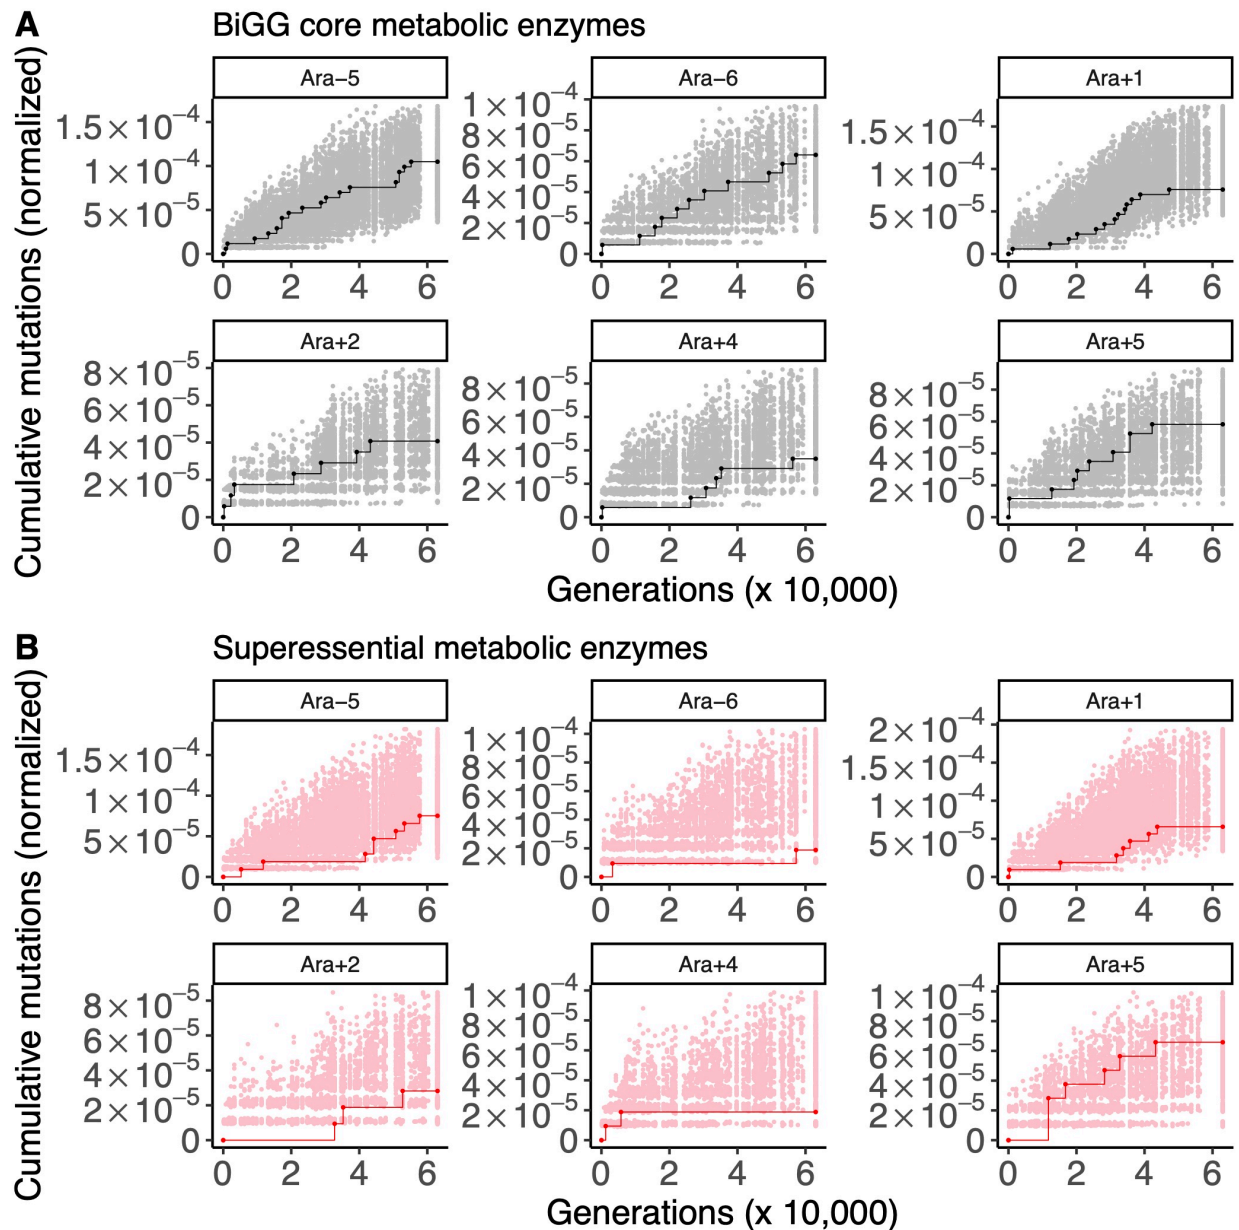 A BiGG core metabolic enzymes
Cumulative mutations (normalized)
Ara−5 Ara−6 Ara+1
1.5 × 10⁻⁴ 1 × 10⁻⁴ 5 × 10⁻⁵ 0
1 × 10⁻⁴ 8 × 10⁻⁵ 6 × 10⁻⁵ 4 × 10⁻⁵ 2 × 10⁻⁵ 0
1.5 × 10⁻⁴ 1 × 10⁻⁴ 5 × 10⁻⁵ 0
0 2 4 6 0 2 4 6 0 2 4 6
Ara+2 Ara+4 Ara+5
8 × 10⁻⁵ 6 × 10⁻⁵ 4 × 10⁻⁵ 2 × 10⁻⁵ 0
8 × 10⁻⁵ 6 × 10⁻⁵ 4 × 10⁻⁵ 2 × 10⁻⁵ 0
8 × 10⁻⁵ 6 × 10⁻⁵ 4 × 10⁻⁵ 2 × 10⁻⁵ 0
0 2 4 6 0 2 4 6 0 2 4 6
Generations (x 10,000)
B Superessential metabolic enzymes
Cumulative mutations (normalized)
Ara−5 Ara−6 Ara+1
1.5 × 10⁻⁴ 1 × 10⁻⁴ 5 × 10⁻⁵ 0
1 × 10⁻⁴ 8 × 10⁻⁵ 6 × 10⁻⁵ 4 × 10⁻⁵ 2 × 10⁻⁵ 0
2 × 10⁻⁴ 1.5 × 10⁻⁴ 1 × 10⁻⁴ 5 × 10⁻⁵ 0
0 2 4 6 0 2 4 6 0 2 4 6
Ara+2 Ara+4 Ara+5
8 × 10⁻⁵ 6 × 10⁻⁵ 4 × 10⁻⁵ 2 × 10⁻⁵ 0
1 × 10⁻⁴ 8 × 10⁻⁵ 6 × 10⁻⁵ 4 × 10⁻⁵ 2 × 10⁻⁵ 0
1 × 10⁻⁴ 8 × 10⁻⁵ 6 × 10⁻⁵ 4 × 10⁻⁵ 2 × 10⁻⁵ 0
0 2 4 6 0 2 4 6 0 2 4 6
Generations (x 10,000)